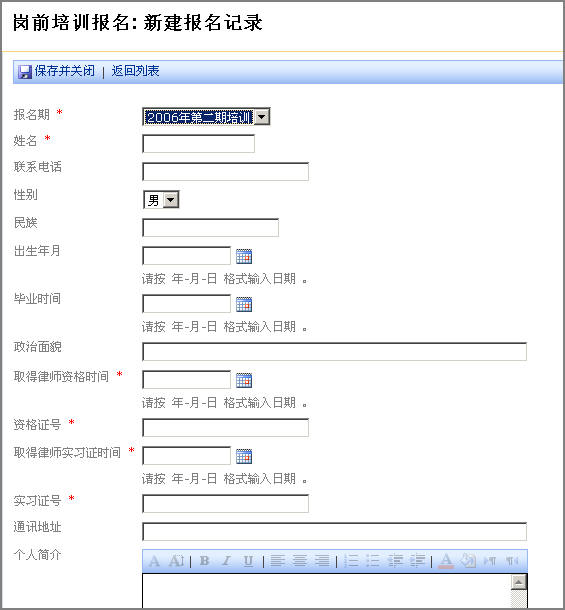 岗前培训报名: 新建报名记录
保存并关闭 | 返回列表
报名期 * 2006年第二期培训
姓名 *
联系电话
性别 男
民族
出生年月
请按 年-月-日 格式输入日期 。
毕业时间
请按 年-月-日 格式输入日期 。
政治面貌
取得律师资格时间 *
请按 年-月-日 格式输入日期 。
资格证号 *
取得律师实习证时间 *
请按 年-月-日 格式输入日期 。
实习证号 *
通讯地址
个人简介
A A | B I U | A